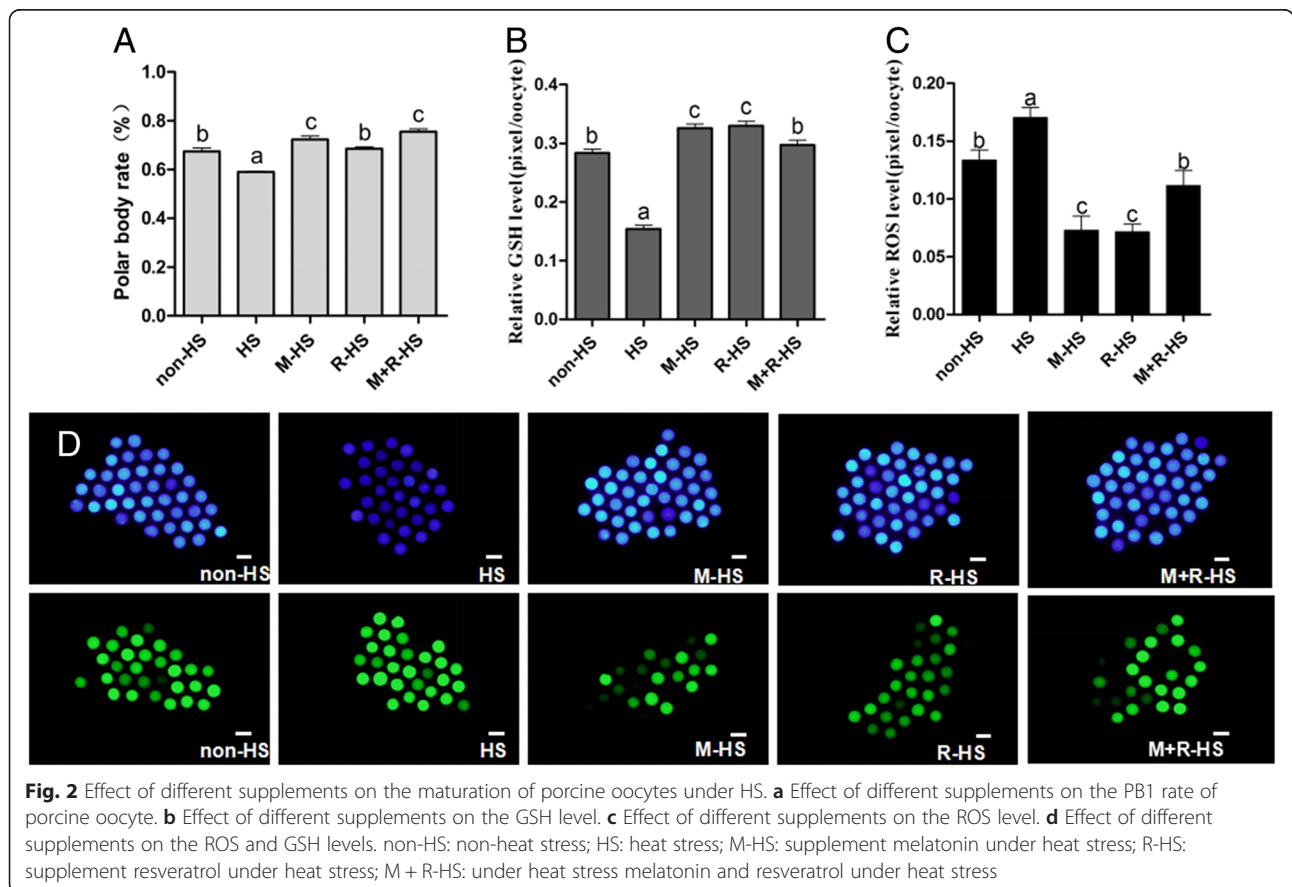 A
Polar body rate (%)
1.0
0.8
0.6
0.4
0.2
0.0
b
a
c
b
c
non-HS
HS
M-HS
R-HS
M+R-HS
B
Relative GSH level(pixel/oocyte)
0.4
0.3
0.2
0.1
0.0
b
a
c
c
b
non-HS
HS
M-HS
R-HS
M+R-HS
C
Relative ROS level(pixel/oocyte)
0.20
0.15
0.10
0.05
0.00
b
a
c
c
b
non-HS
HS
M-HS
R-HS
M+R-HS
D
non-HS
HS
M-HS
R-HS
M+R-HS
non-HS
HS
M-HS
R-HS
M+R-HS
Fig. 2 Effect of different supplements on the maturation of porcine oocytes under HS. a Effect of different supplements on the PB1 rate of
porcine oocyte. b Effect of different supplements on the GSH level. c Effect of different supplements on the ROS level. d Effect of different
supplements on the ROS and GSH levels. non-HS: non-heat stress; HS: heat stress; M-HS: supplement melatonin under heat stress; R-HS:
supplement resveratrol under heat stress; M + R-HS: under heat stress melatonin and resveratrol under heat stress